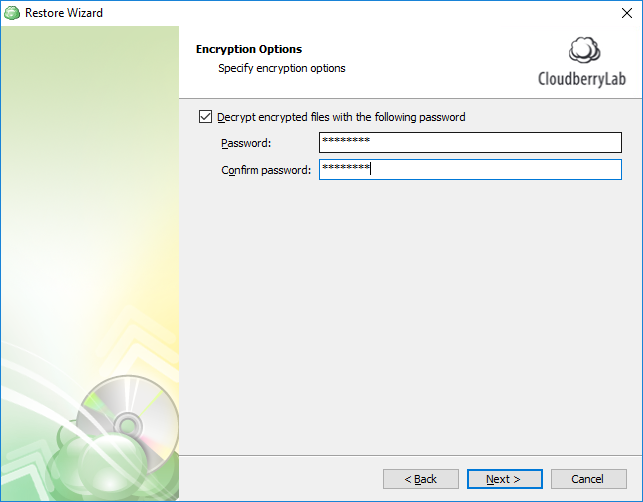 Restore Wizard
Encryption Options
Specify encryption options
CloudberryLab
Decrypt encrypted files with the following password
Password: ********
Confirm password: ********
< Back Next > Cancel